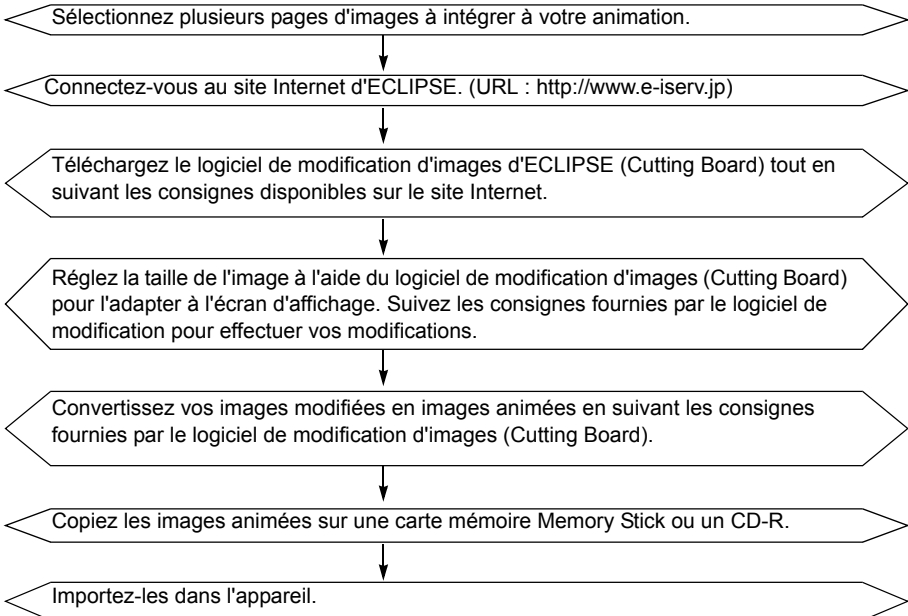 Sélectionnez plusieurs pages d'images à intégrer à votre animation.
Connectez-vous au site Internet d'ECLIPSE. (URL : http://www.e-iserv.jp)
Téléchargez le logiciel de modification d'images d'ECLIPSE (Cutting Board) tout en
suivant les consignes disponibles sur le site Internet.
Réglez la taille de l'image à l'aide du logiciel de modification d'images (Cutting Board)
pour l'adapter à l'écran d'affichage. Suivez les consignes fournies par le logiciel de
modification pour effectuer vos modifications.
Convertissez vos images modifiées en images animées en suivant les consignes
fournies par le logiciel de modification d'images (Cutting Board).
Copiez les images animées sur une carte mémoire Memory Stick ou un CD-R.
Importez-les dans l'appareil.